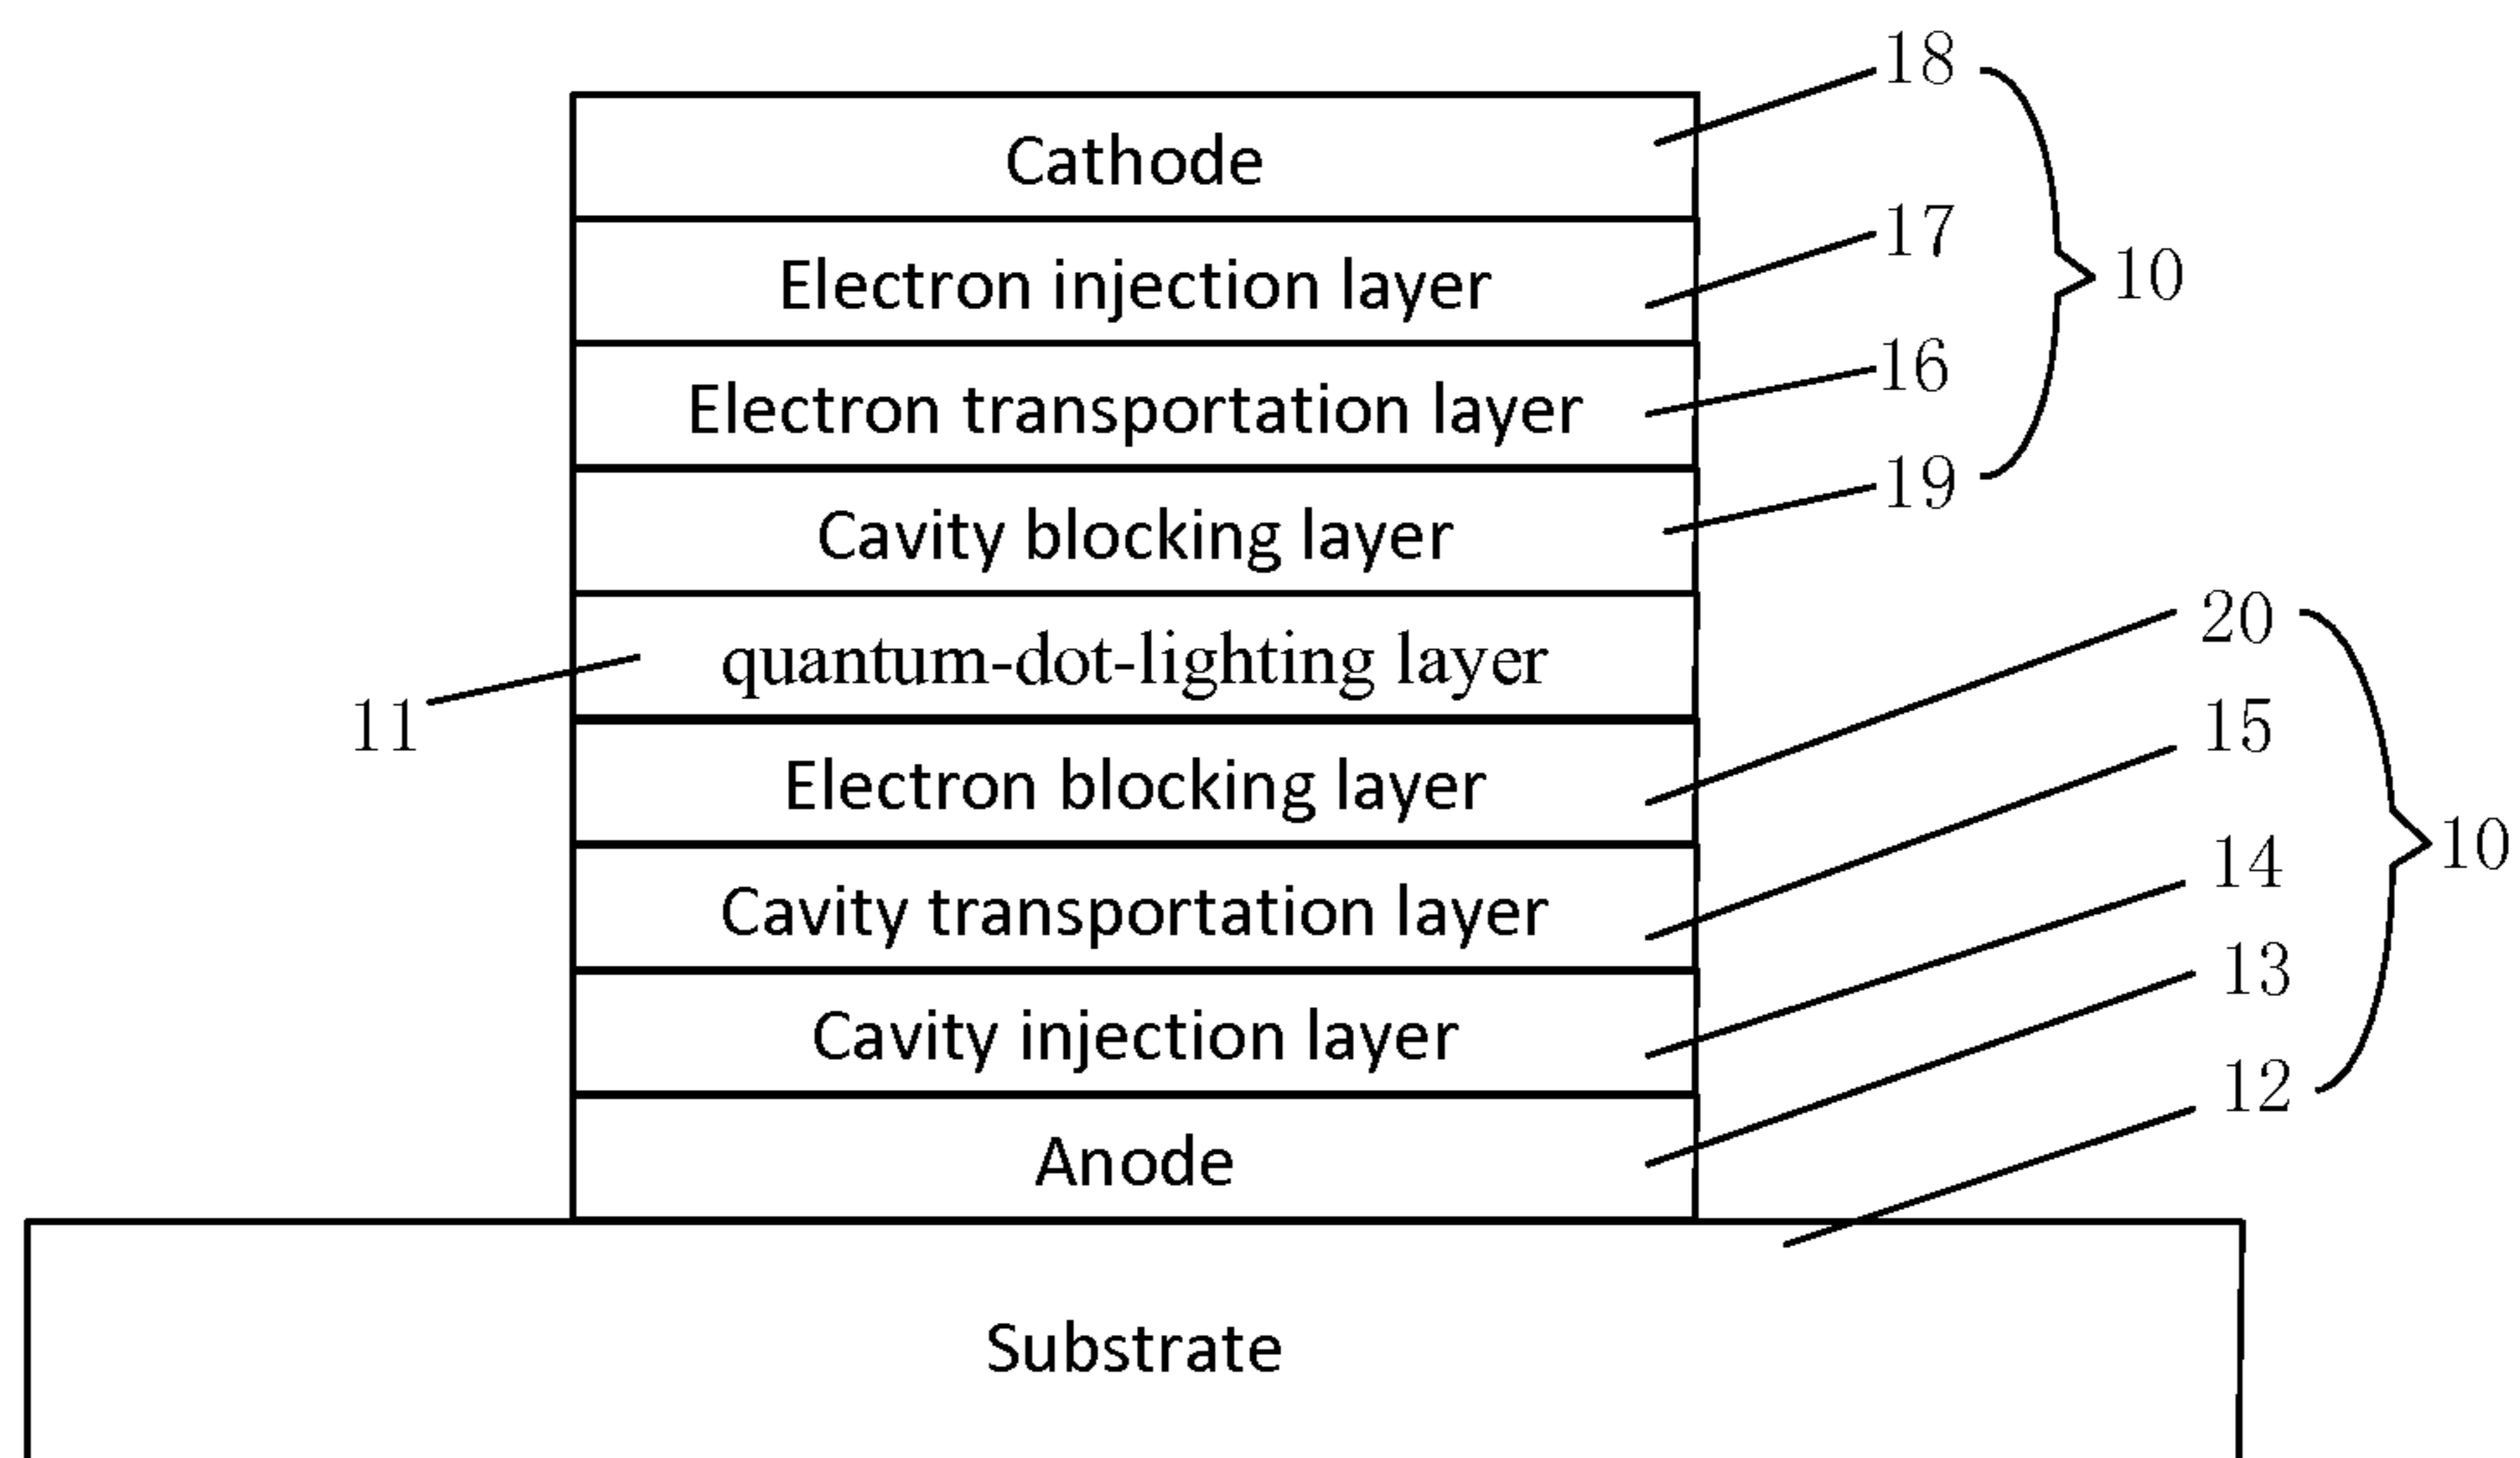 18
Cathode
17
Electron injection layer
10
16
Electron transportation layer
19
Cavity blocking layer
20
quantum-dot-lighting layer
11
15
Electron blocking layer
10
14
Cavity transportation layer
13
Cavity injection layer
12
Anode
Substrate